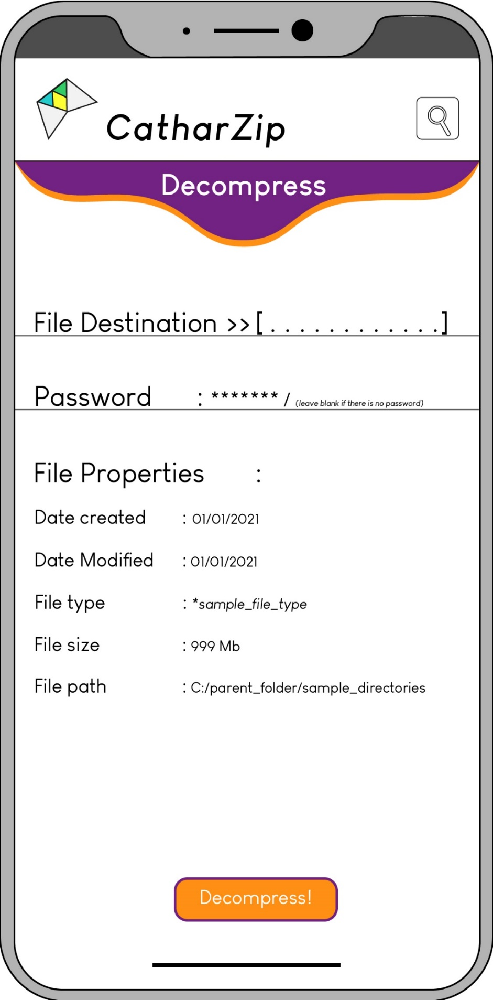 CatharZip
Decompress
File Destination >> [ . . . . . . . . . . . . ]
Password : ******* / (leave blank if there is no password)
File Properties :
Date created : 01/01/2021
Date Modified : 01/01/2021
File type : *sample_file_type
File size : 999 Mb
File path : C:/parent_folder/sample_directories
Decompress!